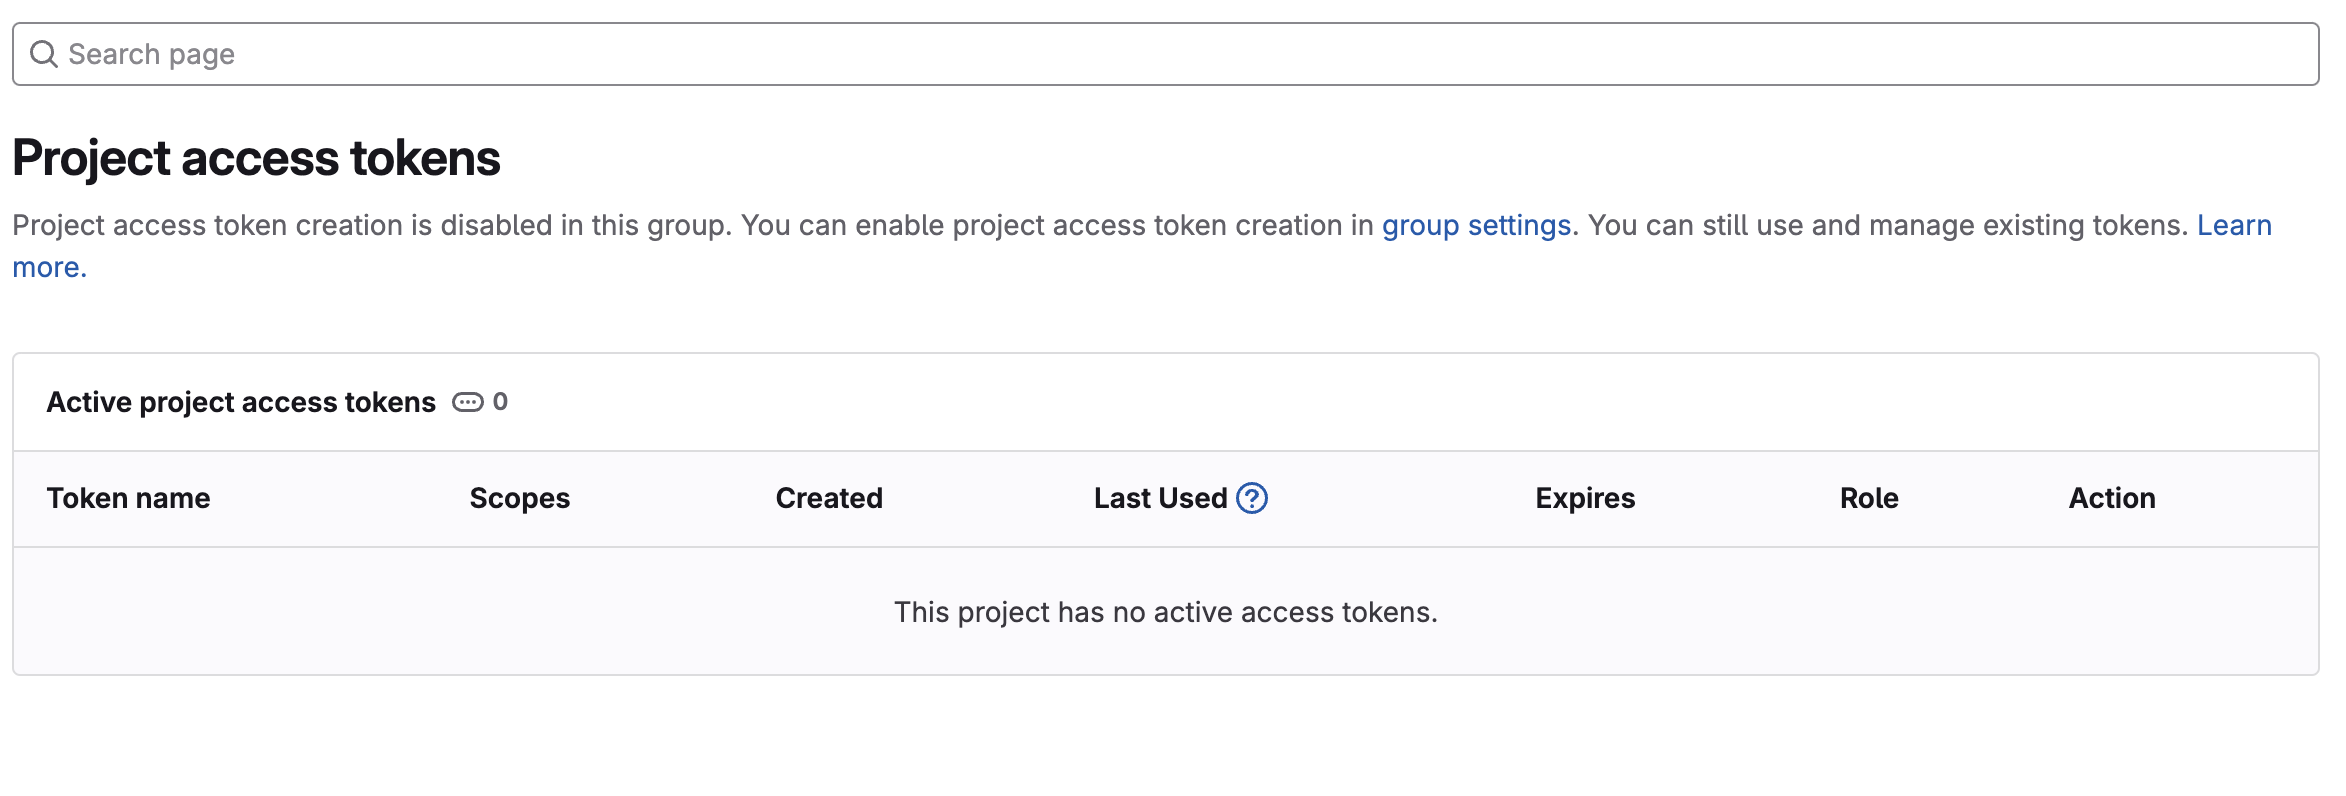 Search page
Project access tokens
Project access token creation is disabled in this group. You can enable project access token creation in group settings. You can still use and manage existing tokens. Learn
more.
Active project access tokens 0
Token name Scopes Created Last Used Expires Role Action
This project has no active access tokens.